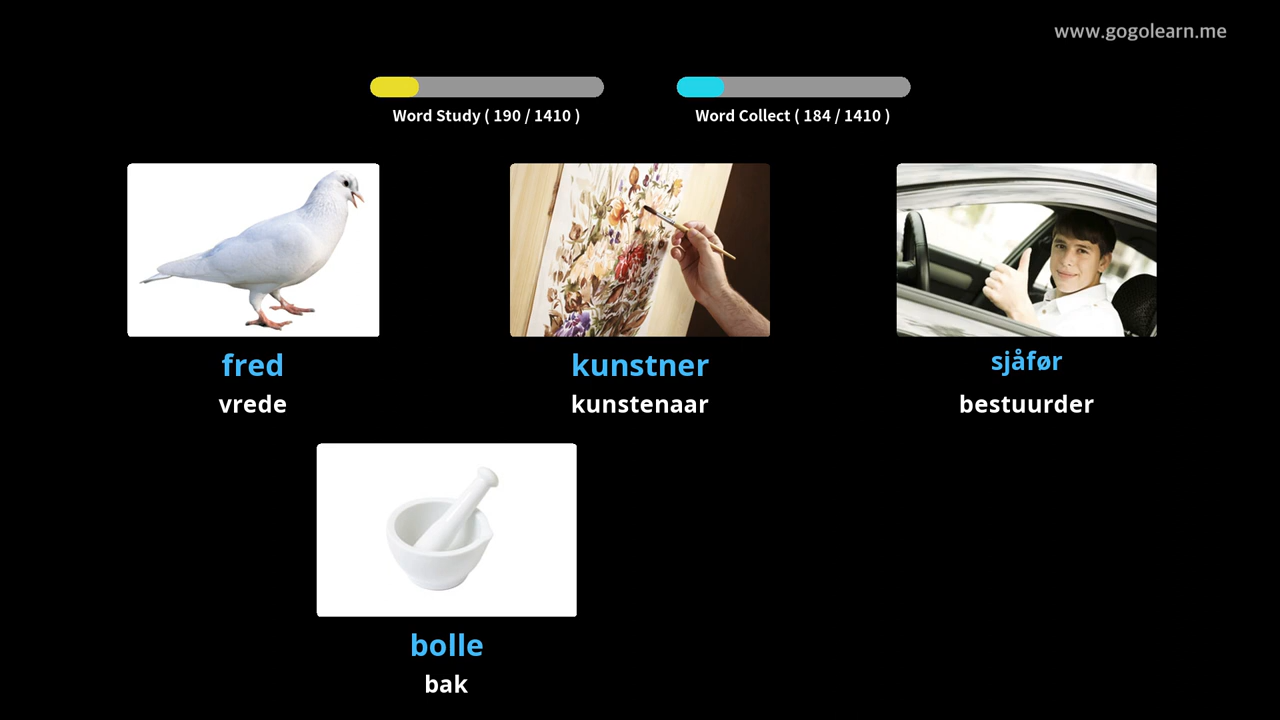 www.gogolearn.me
Word Study ( 190 / 1410 )
Word Collect ( 184 / 1410 )
fred
vrede
kunstner
kunstenaar
sjåfør
bestuurder
bolle
bak